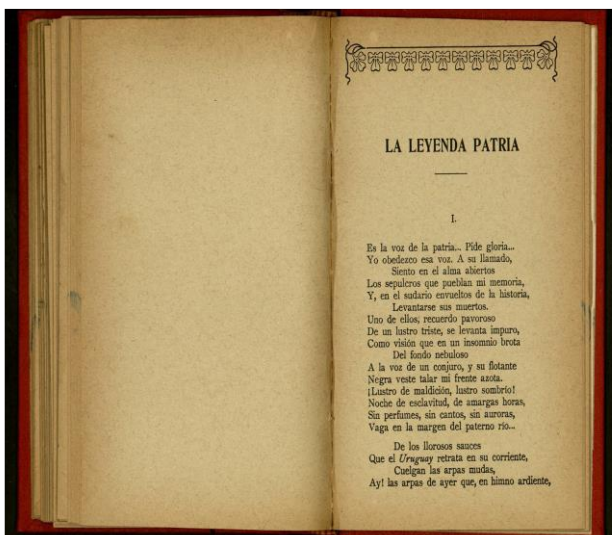 LA LEYENDA PATRIA
I.
Es la voz de la patria... Pide gloria...
Yo obedezco esa voz. A su llamado,
Siento en el alma abiertos
Los sepulcros que pueblan mi memoria,
Y, en el sudario envueltos de la historia,
Levantarse sus muertos.
Uno de ellos, recuerdo pavoroso
De un lustro triste, se levanta impuro,
Como visión que en un insomnio brota
Del fondo nebuloso
A la voz de un conjuro, y su flotante
Negra veste talar mi frente azota.
¡Lustro de maldición, lustro sombrío!
Noche de esclavitud, de amargas horas,
Sin perfumes, sin cantos, sin auroras,
Vaga en la margen del paterno río...
De los llorosos sauces
Que el Uruguay retrata en su corriente,
Cuelgan las arpas mudas,
Ay! las arpas de ayer que, en himno ardiente,